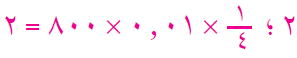 ٢ = ٨٠٠ × ٠,٠١ × ١/٤ ؛ ٢